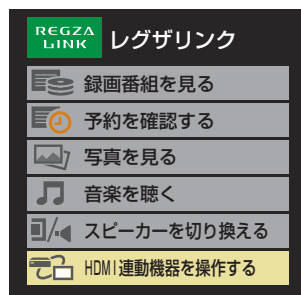 REGZA
LINK レグザリンク
録画番組を見る
予約を確認する
写真を見る
音楽を聴く
スピーカーを切り換える
HDMI連動機器を操作する